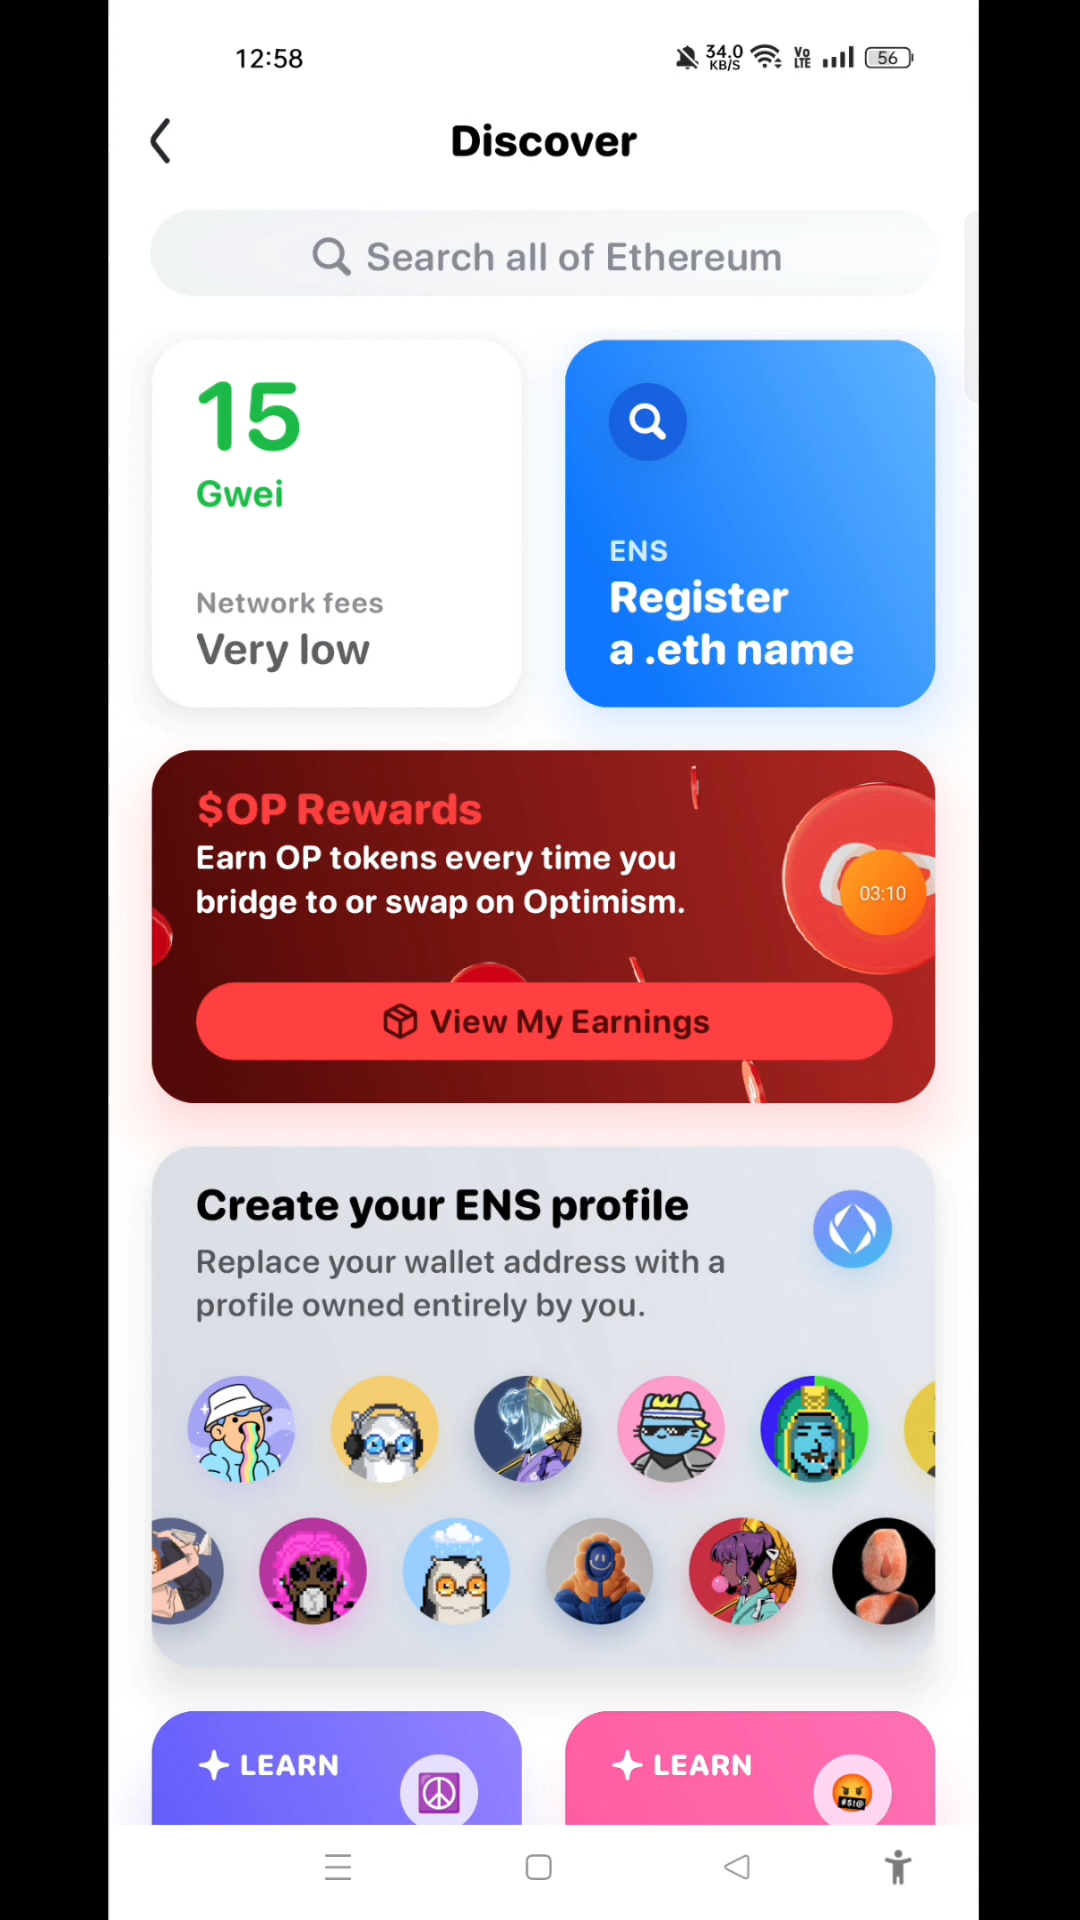 12:58
34.0
KB/S
Vo
LTE
56
Discover
Search all of Ethereum
15
Gwei
Network fees
Very low
ENS
Register
a .eth name
$OP Rewards
Earn OP tokens every time you
bridge to or swap on Optimism.
03:10
View My Earnings
Create your ENS profile
Replace your wallet address with a
profile owned entirely by you.
LEARN
LEARN
#$!@